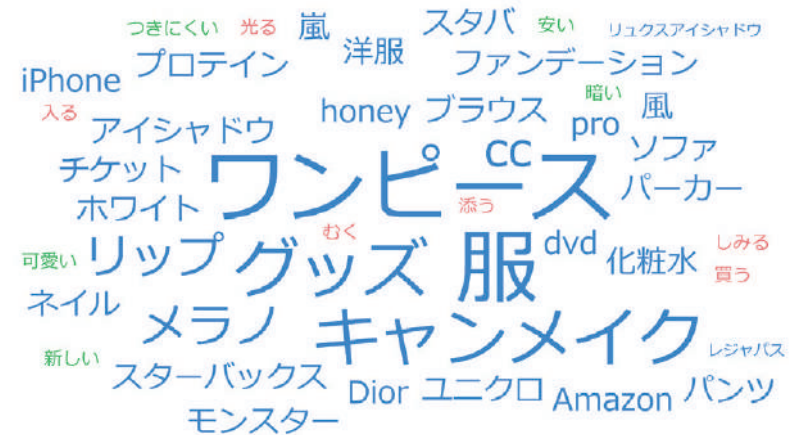 つきにくい 光る 嵐 スタバ 安い リュクスアイシャドウ
iPhone プロテイン 洋服 ファンデーション
入る アイシャドウ honey ブラウス 暗い pro 風
チケット ワンピース cc ソファ
ホワイト 添う パーカー
可愛い リップ むく グッズ 服 dvd 化粧水 しみる
買う
ネイル メラノ キャンメイク
新しい スターバックス レジャパス
モンスター Dior ユニクロ Amazon パンツ